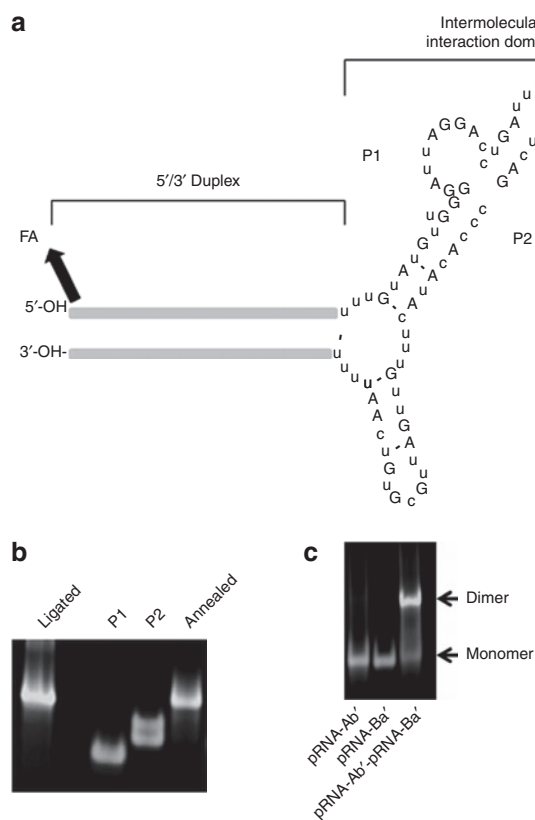 a
Intermolecula
interaction dom
P1
P2
5′/3′ Duplex
FA
5′-OH
3′-OH-
u u u G u A u G u G
A u u A G G A c c
c c c A c A u A c u u u G u u G A u u G c G u G u c A A u u u u
b
Ligated
P1
P2
Annealed
c
Dimer
Monomer
pRNA-Ab′
pRNA-Ba′
pRNA-Ab′-pRNA-Ba′